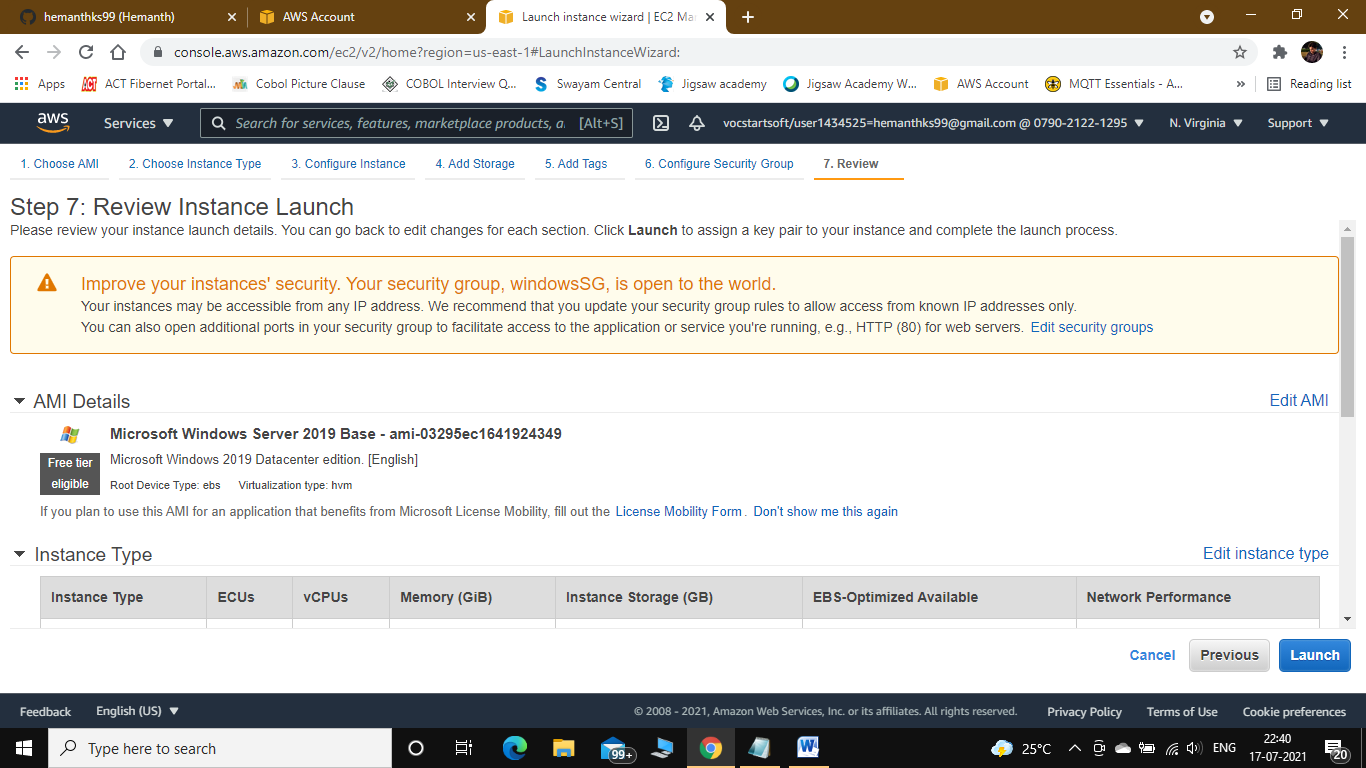 hemanthks99 (Hemanth)
AWS Account
Launch instance wizard | EC2 Ma
console.aws.amazon.com/ec2/v2/home?region=us-east-1#LaunchInstanceWizard:
Apps
ACT Fibernet Portal...
Cobol Picture Clause
COBOL Interview Q...
Swayam Central
Jigsaw academy
Jigsaw Academy W...
AWS Account
MQTT Essentials - A...
»
Reading list
aws
Services
Search for services, features, marketplace products, a
[Alt+S]
vocstartsoft/user1434525=hemanthks99@gmail.com @ 0790-2122-1295
N. Virginia
Support
1. Choose AMI
2. Choose Instance Type
3. Configure Instance
4. Add Storage
5. Add Tags
6. Configure Security Group
7. Review
Step 7: Review Instance Launch
Please review your instance launch details. You can go back to edit changes for each section. Click Launch to assign a key pair to your instance and complete the launch process.
Improve your instances' security. Your security group, windowsSG, is open to the world.
Your instances may be accessible from any IP address. We recommend that you update your security group rules to allow access from known IP addresses only.
You can also open additional ports in your security group to facilitate access to the application or service you're running, e.g., HTTP (80) for web servers. Edit security groups
AMI Details
Edit AMI
Microsoft Windows Server 2019 Base - ami-03295ec1641924349
Free tier
eligible
Microsoft Windows 2019 Datacenter edition. [English]
Root Device Type: ebs Virtualization type: hvm
If you plan to use this AMI for an application that benefits from Microsoft License Mobility, fill out the License Mobility Form . Don't show me this again
Instance Type
Edit instance type
Instance Type
ECUs
vCPUs
Memory (GiB)
Instance Storage (GB)
EBS-Optimized Available
Network Performance
Cancel
Previous
Launch
Feedback
English (US)
© 2008 - 2021, Amazon Web Services, Inc. or its affiliates. All rights reserved.
Privacy Policy
Terms of Use
Cookie preferences
Type here to search
99+
25°C
ENG
22:40
17-07-2021
20